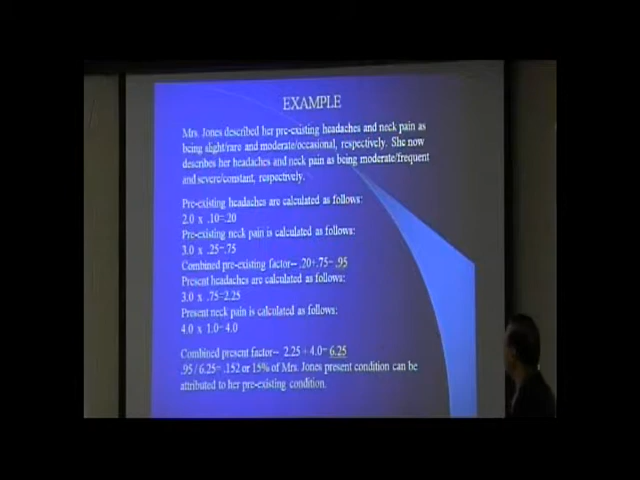 EXAMPLE
Mrs. Jones described her pre-existing headaches and neck pain as
being slight/rare and moderate/occasional, respectively. She now
describes her headaches and neck pain as being moderate/frequent
and severe/constant, respectively.
Pre-existing headaches are calculated as follows:
2.0 x .10=.20
Pre-existing neck pain is calculated as follows:
3.0 x .25=.75
Combined pre-existing factor-- .20+.75= .95
Present headaches are calculated as follows:
3.0 x .75=2.25
Present neck pain is calculated as follows:
4.0 x 1.0=4.0
Combined present factor-- 2.25 + 4.0= 6.25
.95 / 6.25= .152 or 15% of Mrs. Jones present condition can be
attributed to her pre-existing condition.